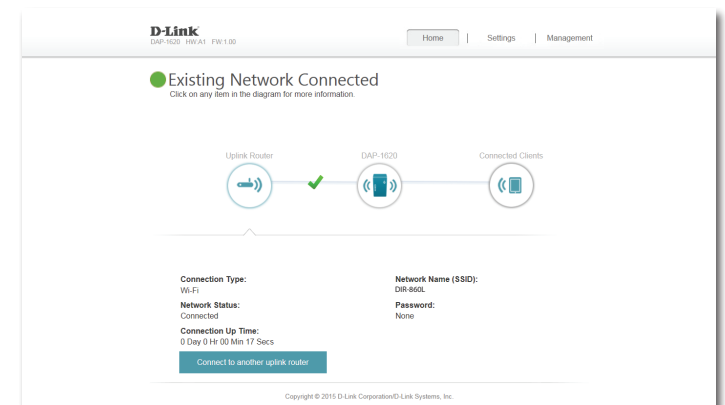 D-Link
DAP-1620 HW:A1 FW:1.00
Home | Settings | Management
Existing Network Connected
Click on any item in the diagram for more information.
Uplink Router
DAP-1620
Connected Clients
Connection Type:
Wi-Fi
Network Status:
Connected
Connection Up Time:
0 Day 0 Hr 00 Min 17 Secs
Network Name (SSID):
DIR-860L
Password:
None
Connect to another uplink router
Copyright © 2015 D-Link Corporation/D-Link Systems, Inc.